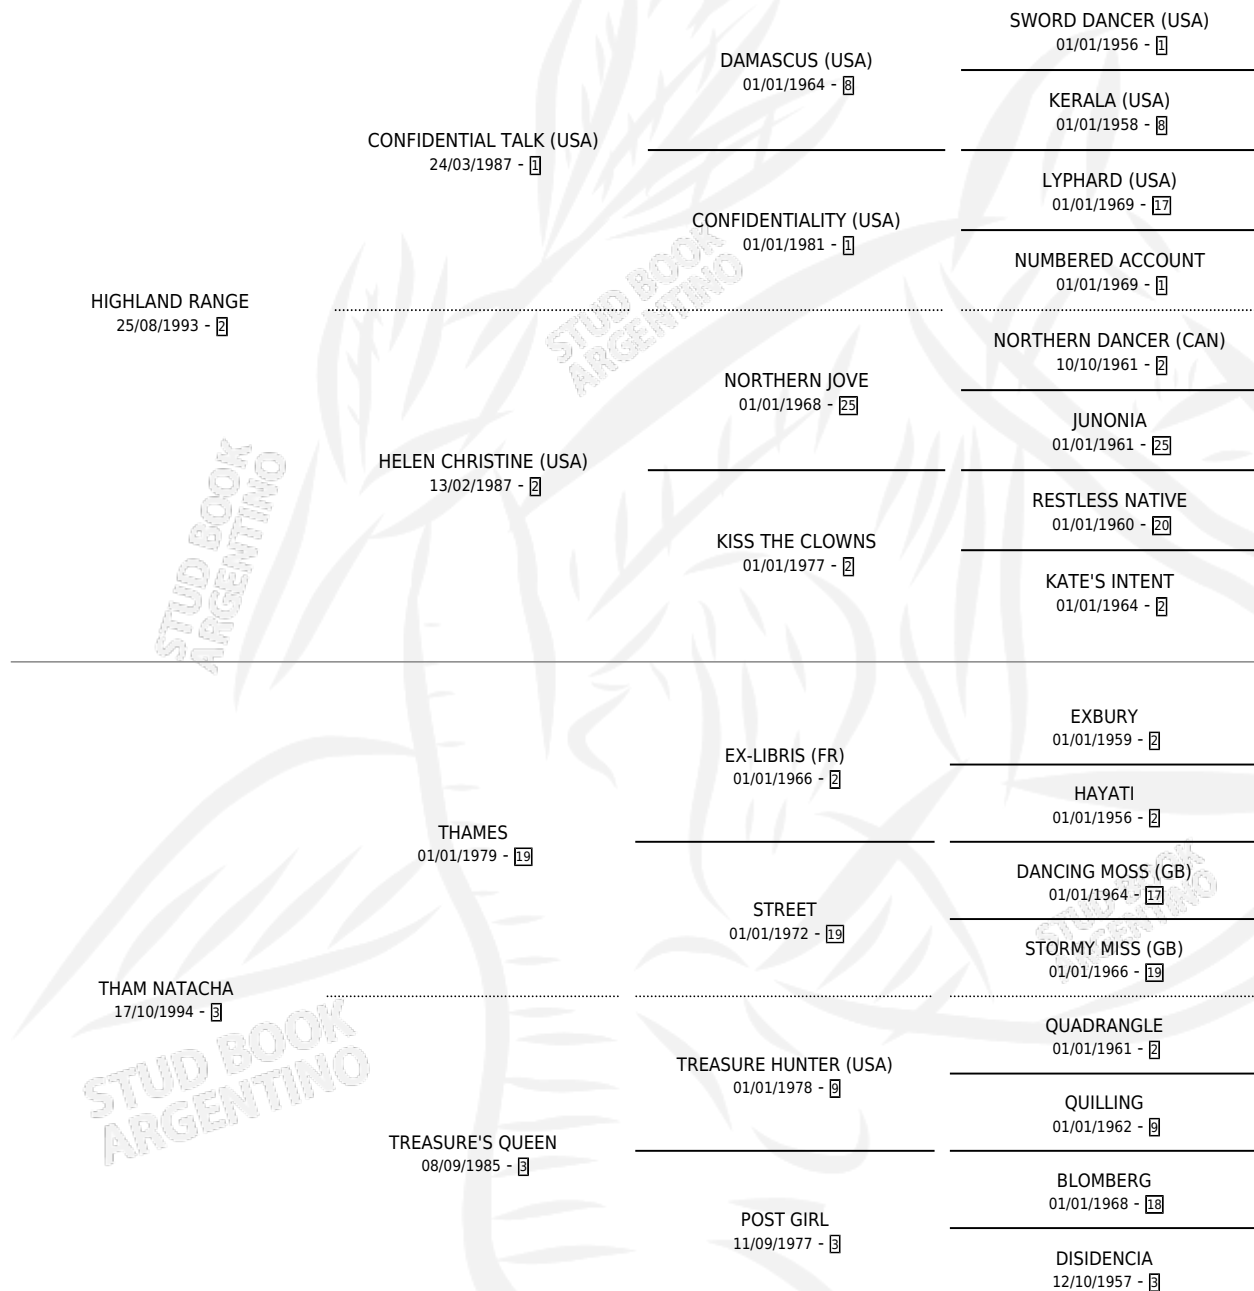 SWORD DANCER (USA)
01/01/1956 - 1
DAMASCUS (USA)
01/01/1964 - 8
KERALA (USA)
01/01/1958 - 8
CONFIDENTIAL TALK (USA)
24/03/1987 - 1
LYPHARD (USA)
01/01/1969 - 17
CONFIDENTIALITY (USA)
01/01/1981 - 1
NUMBERED ACCOUNT
01/01/1969 - 1
HIGHLAND RANGE
25/08/1993 - 2
NORTHERN DANCER (CAN)
10/10/1961 - 2
NORTHERN JOVE
01/01/1968 - 25
JUNONIA
01/01/1961 - 25
HELEN CHRISTINE (USA)
13/02/1987 - 2
RESTLESS NATIVE
01/01/1960 - 20
KISS THE CLOWNS
01/01/1977 - 2
KATE'S INTENT
01/01/1964 - 2
EXBURY
01/01/1959 - 2
EX-LIBRIS (FR)
01/01/1966 - 2
HAYATI
01/01/1956 - 2
THAMES
01/01/1979 - 19
DANCING MOSS (GB)
01/01/1964 - 17
STREET
01/01/1972 - 19
STORMY MISS (GB)
01/01/1966 - 19
THAM NATACHA
17/10/1994 - 3
QUADRANGLE
01/01/1961 - 2
TREASURE HUNTER (USA)
01/01/1978 - 9
QUILLING
01/01/1962 - 9
TREASURE'S QUEEN
08/09/1985 - 3
BLOMBERG
01/01/1968 - 18
POST GIRL
11/09/1977 - 3
DISIDENCIA
12/10/1957 - 3
STUD BOOK
ARGENTINO
STUD BOOK
ARGENTINO
STUD BOOK
ARGENTINO
STUD BOOK
ARGENTINO